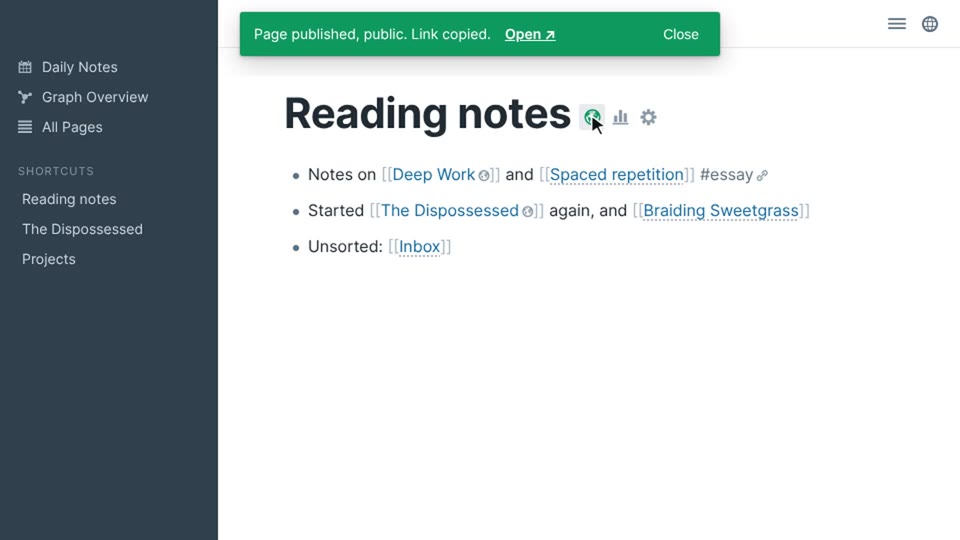 Page published, public. Link copied. Open ↗ Close
Daily Notes
Graph Overview
All Pages
SHORTCUTS
Reading notes
The Dispossessed
Projects
Reading notes
Notes on [[Deep Work]] and [[Spaced repetition]] #essay
Started [[The Dispossessed]] again, and [[Braiding Sweetgrass]]
Unsorted: [[Inbox]]